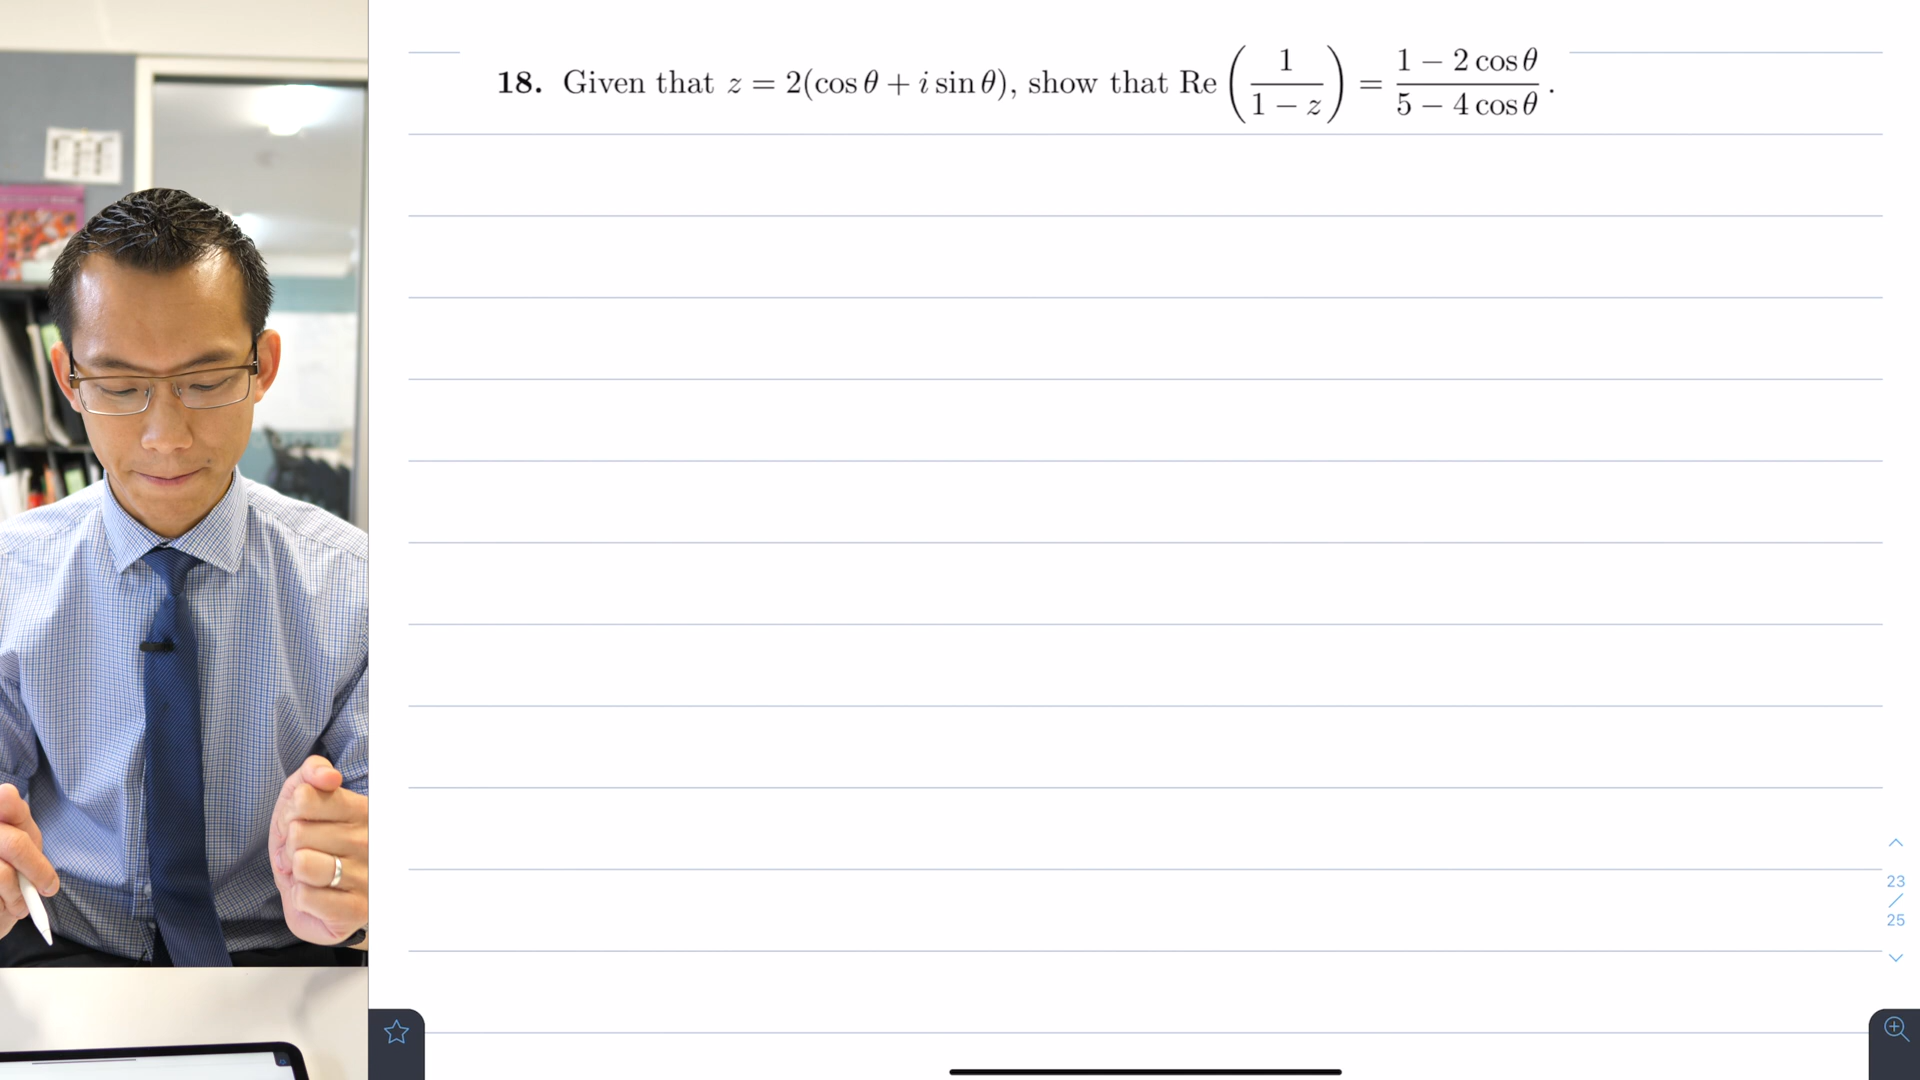 18. Given that z = 2(cos θ + i sin θ), show that Re (1/(1 − z)) = (1 − 2 cos θ)/(5 − 4 cos θ).
23
/
25